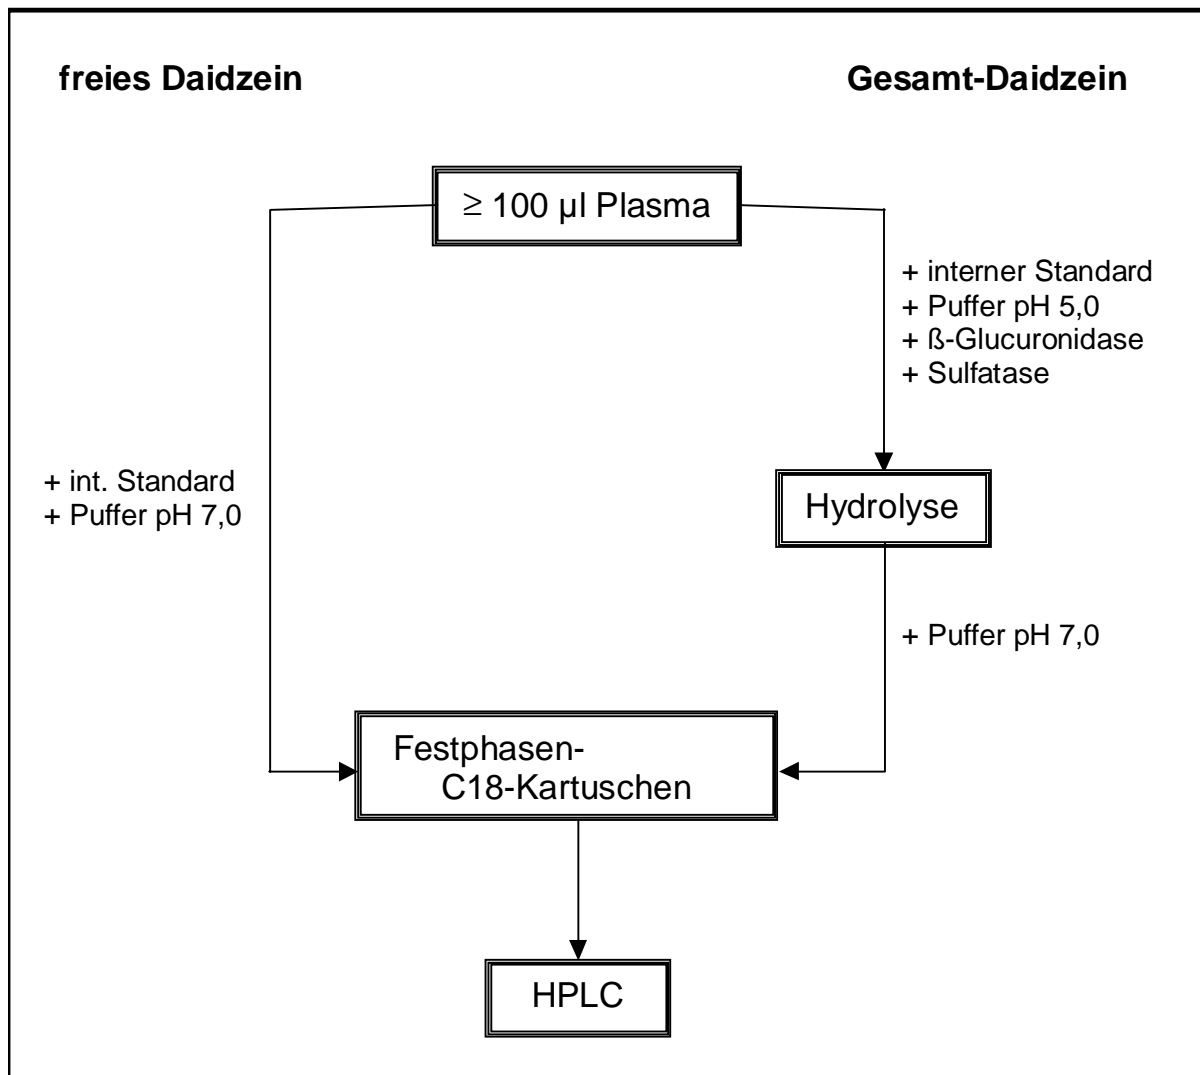 freies Daidzein
Gesamt-Daidzein
≥ 100 µl Plasma
+ interner Standard
+ Puffer pH 5,0
+ ß-Glucuronidase
+ Sulfatase
+ int. Standard
+ Puffer pH 7,0
Hydrolyse
+ Puffer pH 7,0
Festphasen-
C18-Kartuschen
HPLC